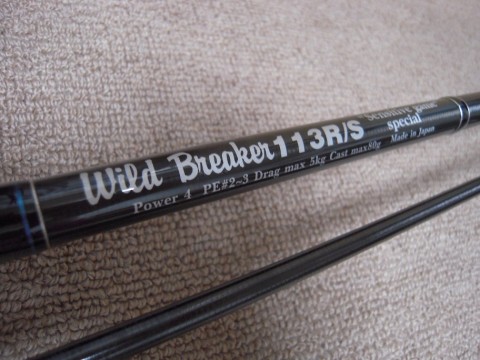 Wild Breaker 113R/S
special
Power 4 PE#2~3 Drag max 5kg Cast max80g Made in Japan